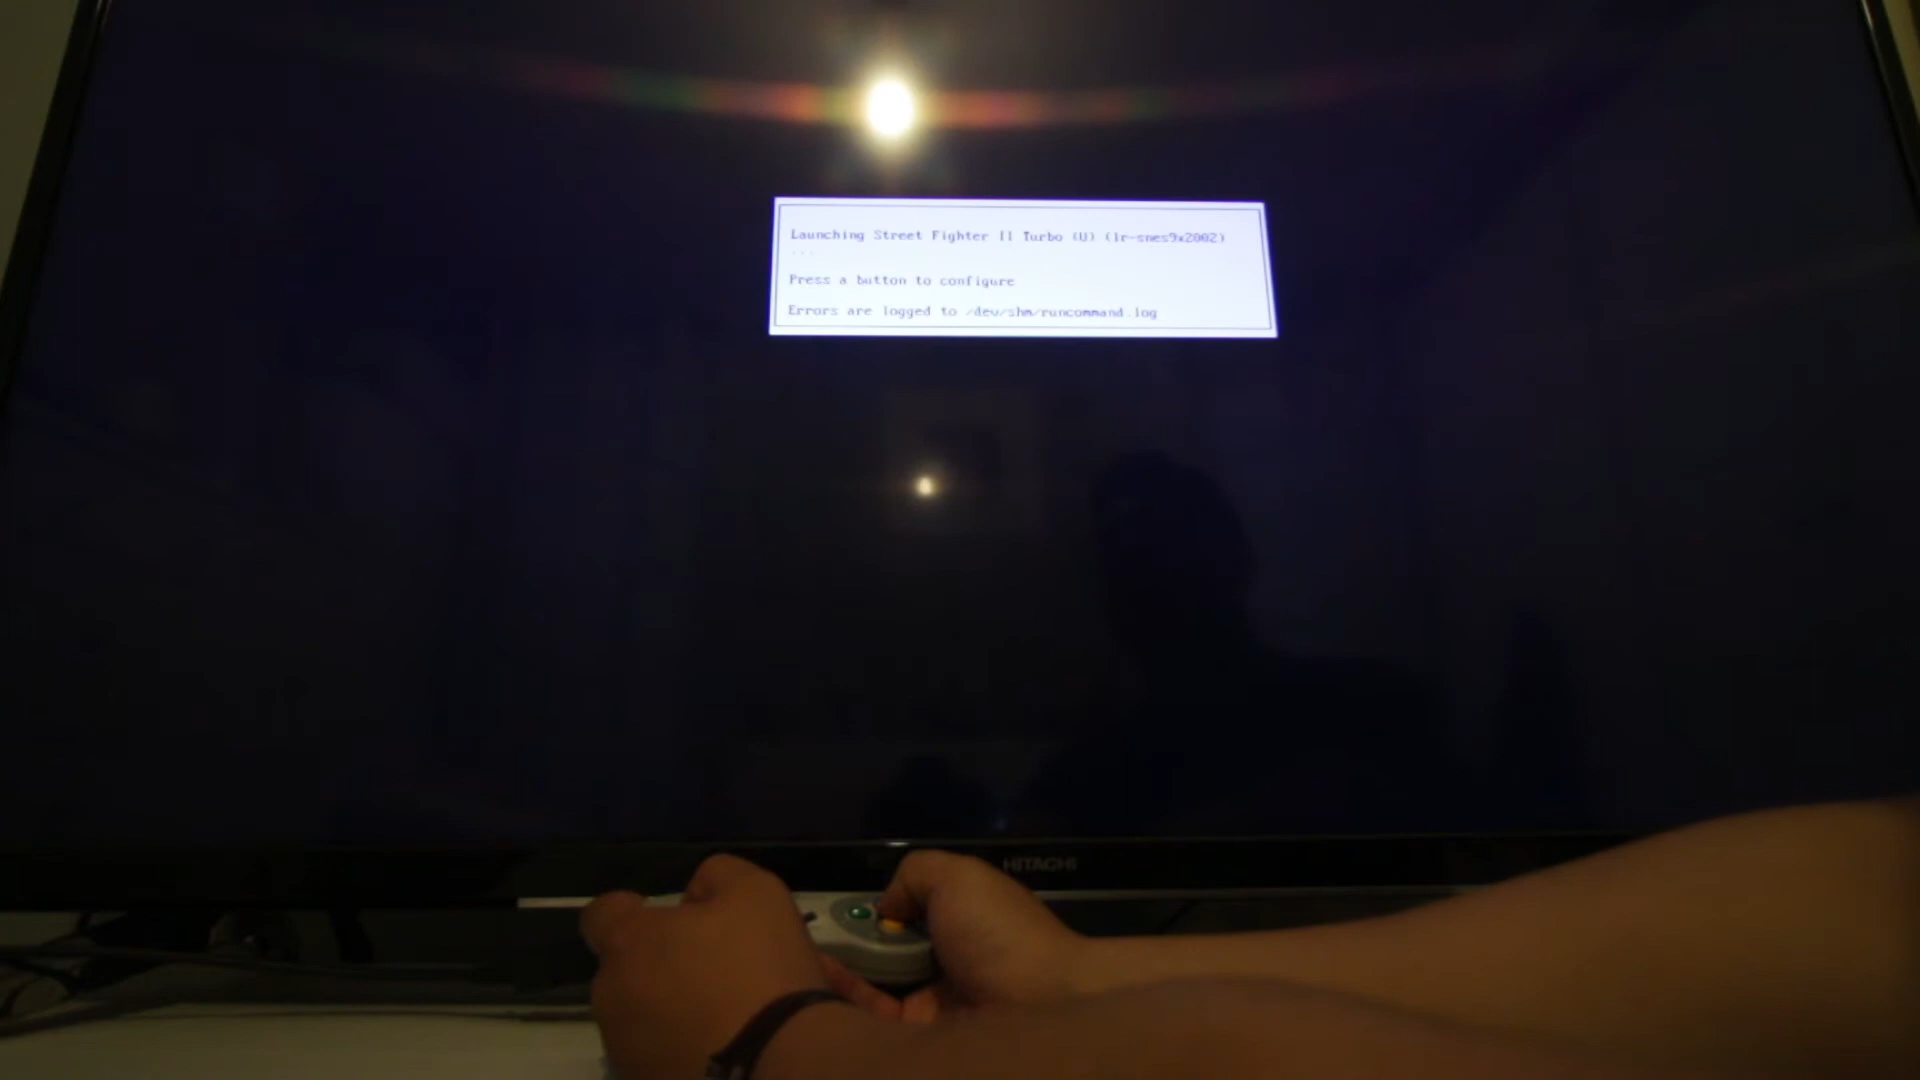 Launching Street Fighter II Turbo (U) (lr-snes9x2002)
...
Press a button to configure
Errors are logged to /dev/shm/runcommand.log
HITACHI